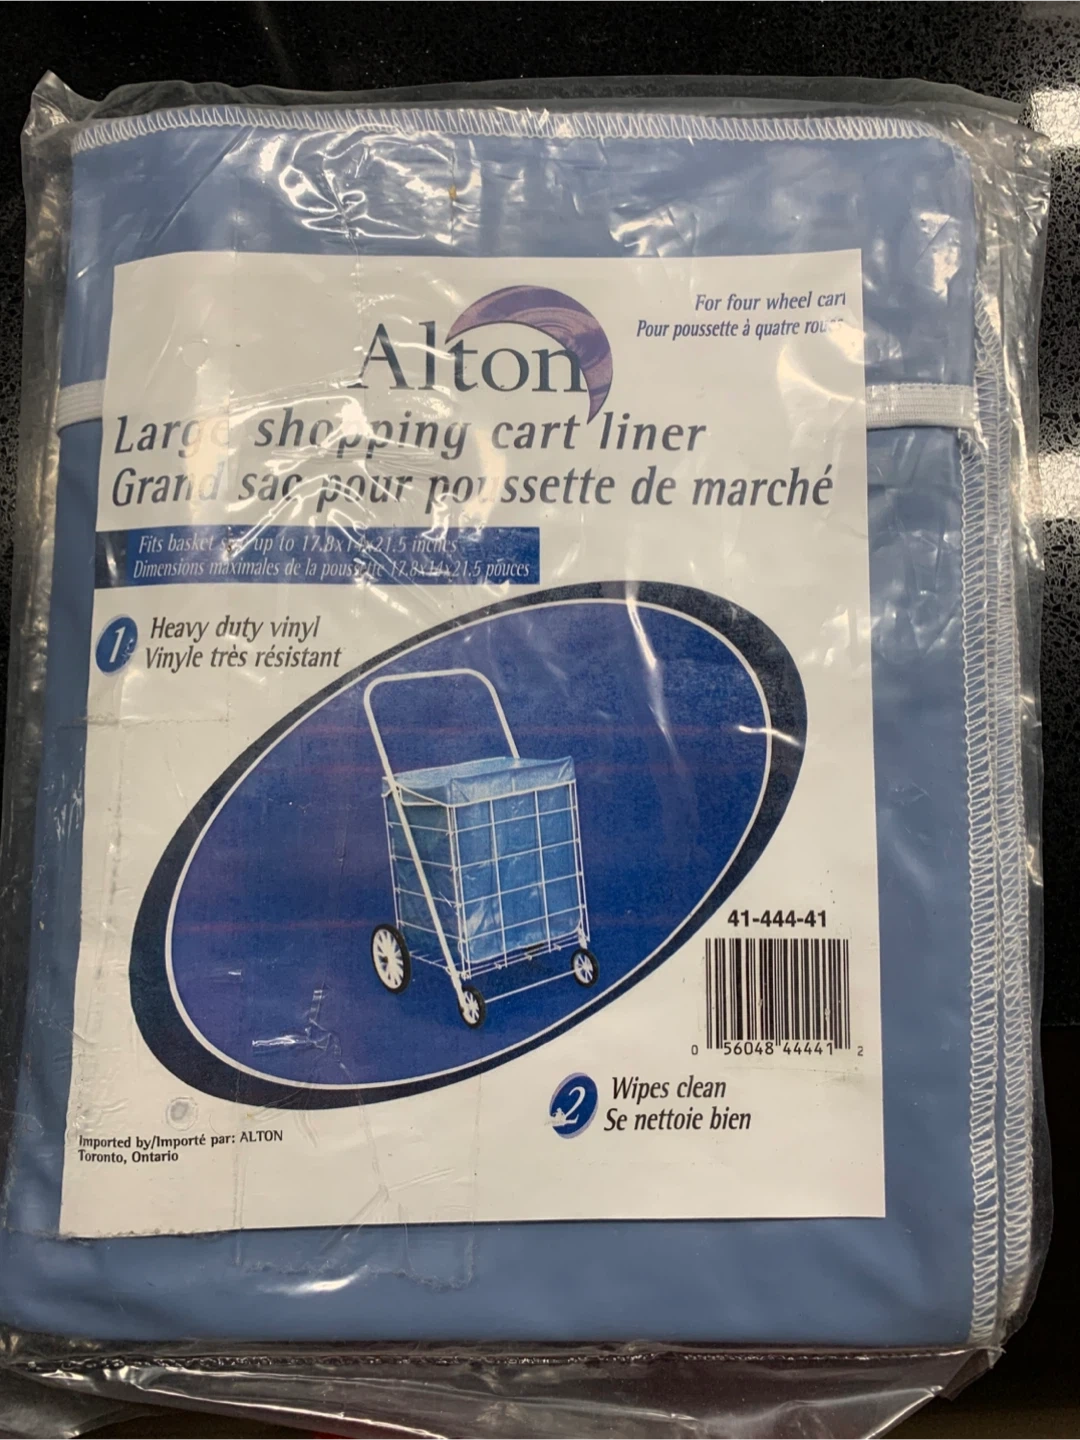 For four wheel cart
Pour poussette à quatre roues
Alton
Large shopping cart liner
Grand sac pour poussette de marché
Fits basket size up to 17.8x14x21.5 inches
Dimensions maximales de la poussette 17.8x14x21.5 pouces
1 Heavy duty vinyl
Vinyle très résistant
41-444-41
0 56048 44441 2
2 Wipes clean
Se nettoie bien
Imported by/Importé par: ALTON
Toronto, Ontario